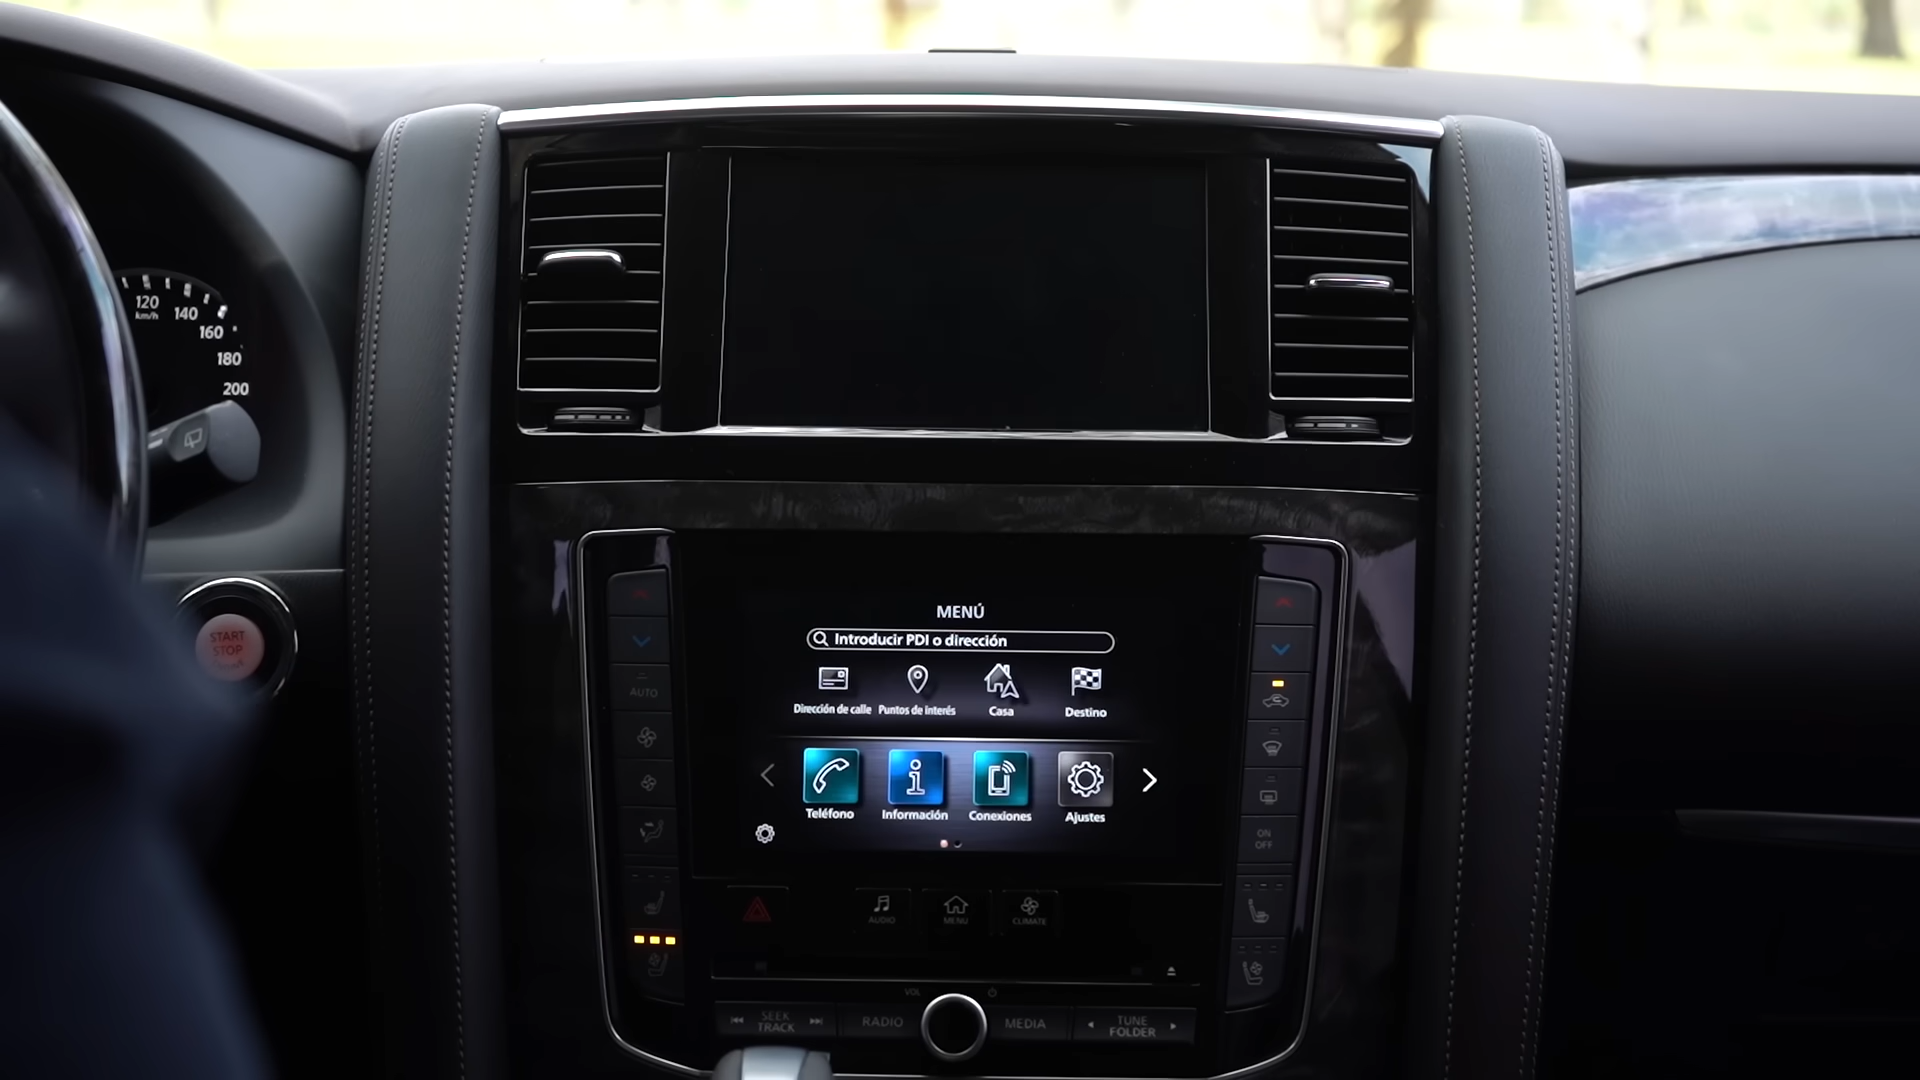 120
km/h
140
160
180
200
START
STOP
MENÚ
Introducir PDI o dirección
Dirección de calle
Puntos de interés
Casa
Destino
Teléfono
Información
Conexiones
Ajustes
AUTO
ON
OFF
AUDIO
MENU
CLIMATE
VOL
SEEK
TRACK
RADIO
MEDIA
TUNE
FOLDER